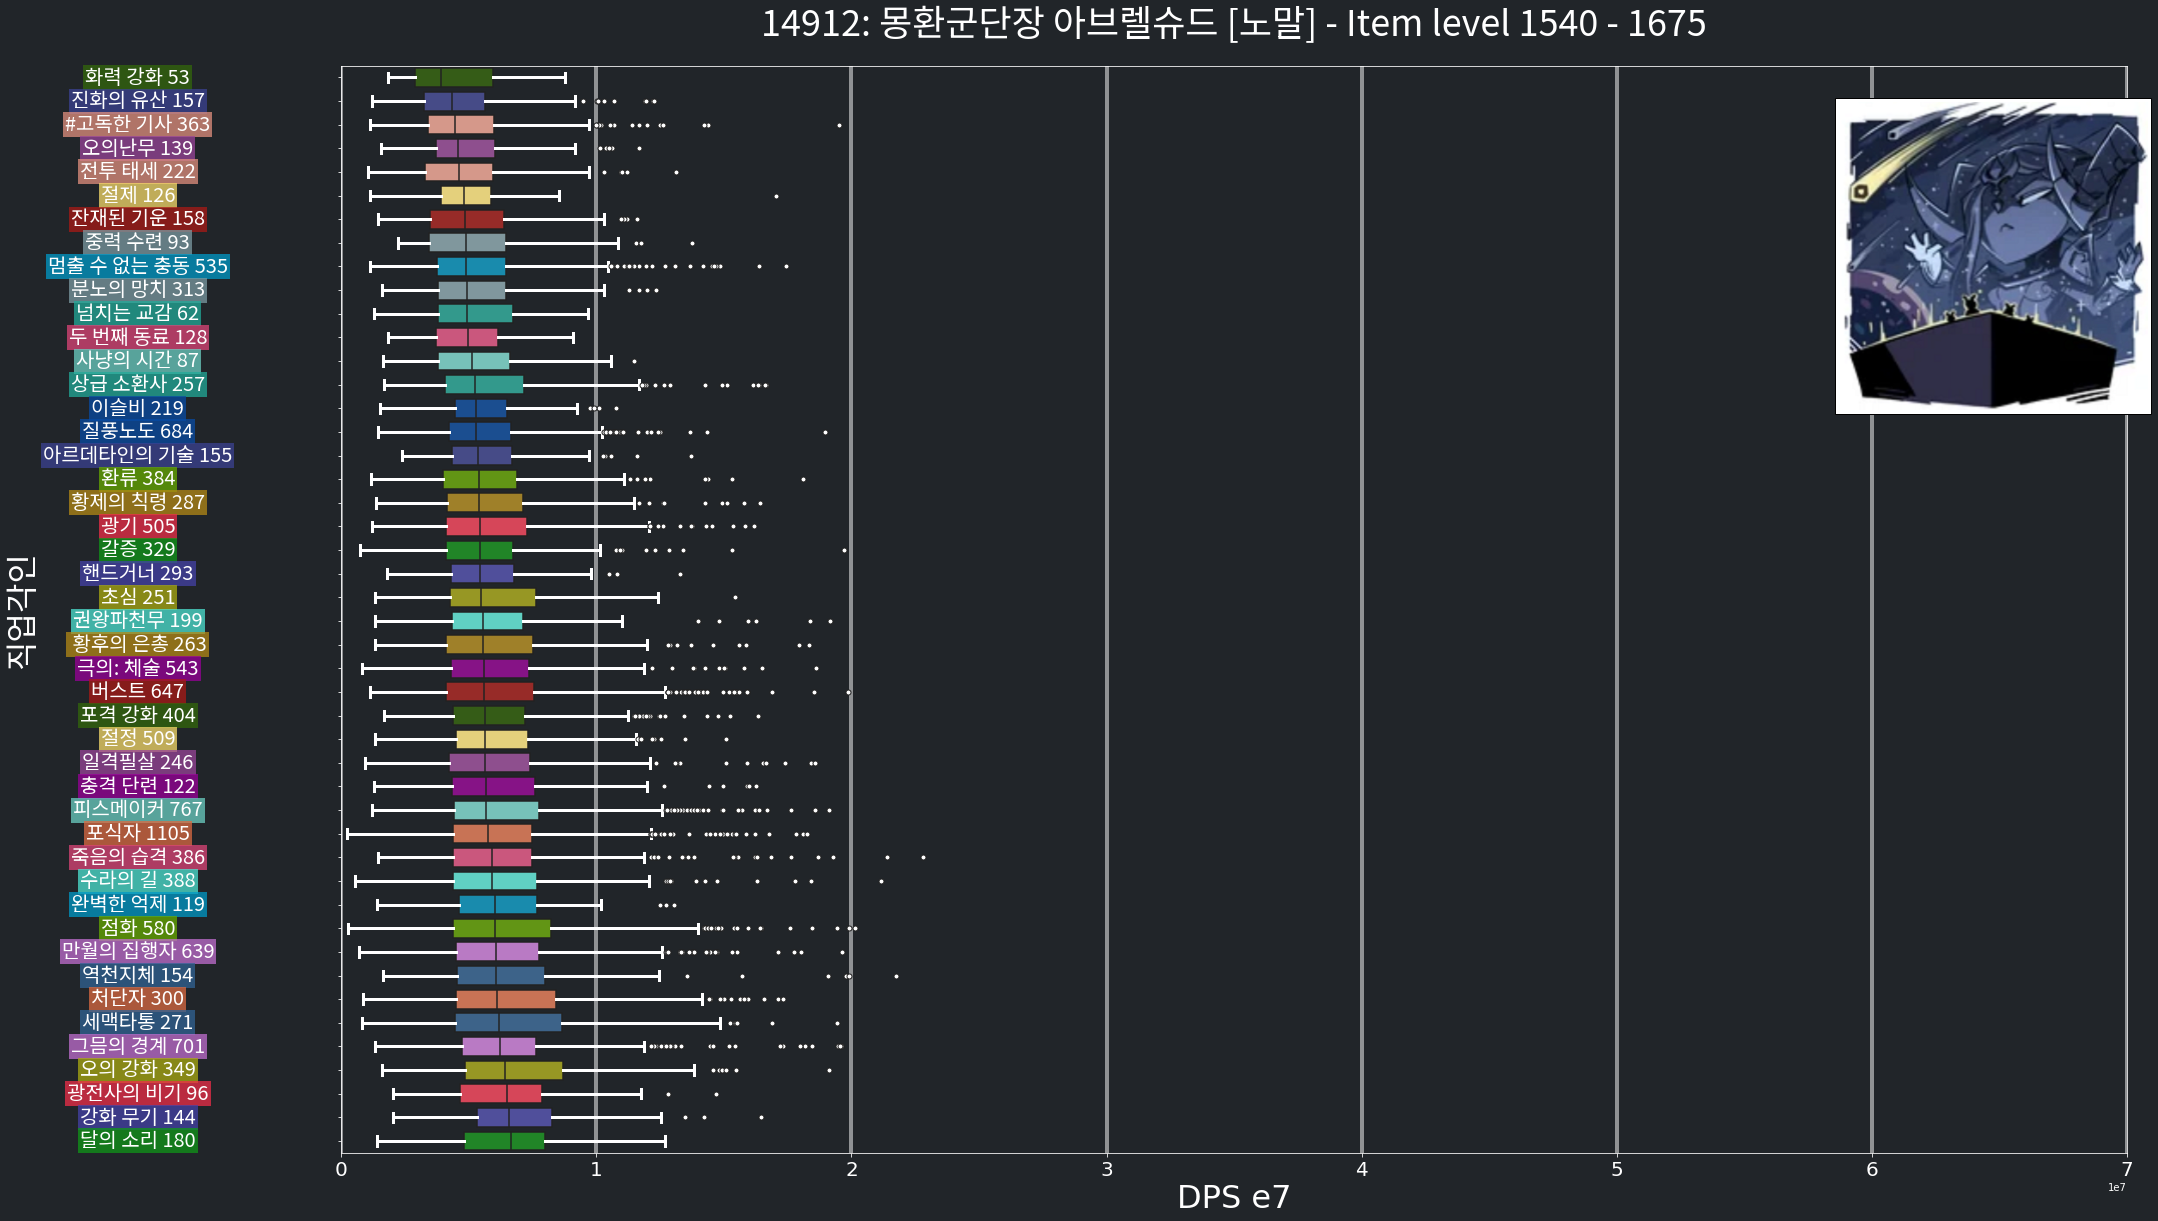 14912: 몽환군단장 아브렐슈드 [노말] - Item level 1540 - 1675
직업각인
화력 강화 53
진화의 유산 157
#고독한 기사 363
오의난무 139
전투 태세 222
절제 126
잔재된 기운 158
중력 수련 93
멈출 수 없는 충동 535
분노의 망치 313
넘치는 교감 62
두 번째 동료 128
사냥의 시간 87
상급 소환사 257
이슬비 219
질풍노도 684
아르데타인의 기술 155
환류 384
황제의 칙령 287
광기 505
갈증 329
핸드거너 293
초심 251
권왕파천무 199
황후의 은총 263
극의: 체술 543
버스트 647
포격 강화 404
절정 509
일격필살 246
충격 단련 122
피스메이커 767
포식자 1105
죽음의 습격 386
수라의 길 388
완벽한 억제 119
점화 580
만월의 집행자 639
역천지체 154
처단자 300
세맥타통 271
그믐의 경계 701
오의 강화 349
광전사의 비기 96
강화 무기 144
달의 소리 180
0 1 2 3 4 5 6 7
1e7
DPS e7